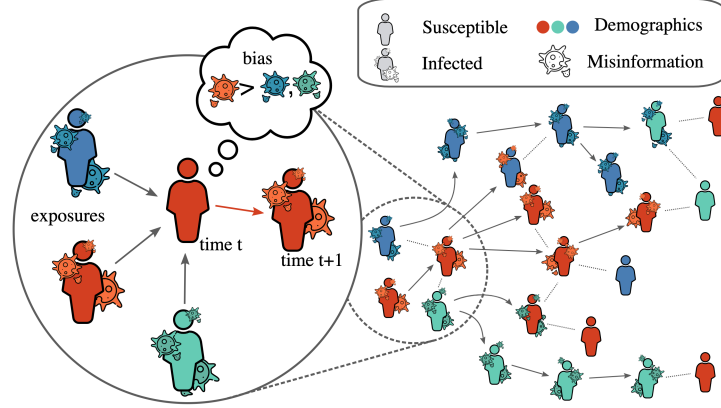 Susceptible
Demographics
Infected
Misinformation
bias
>
,
exposures
time t
time t+1